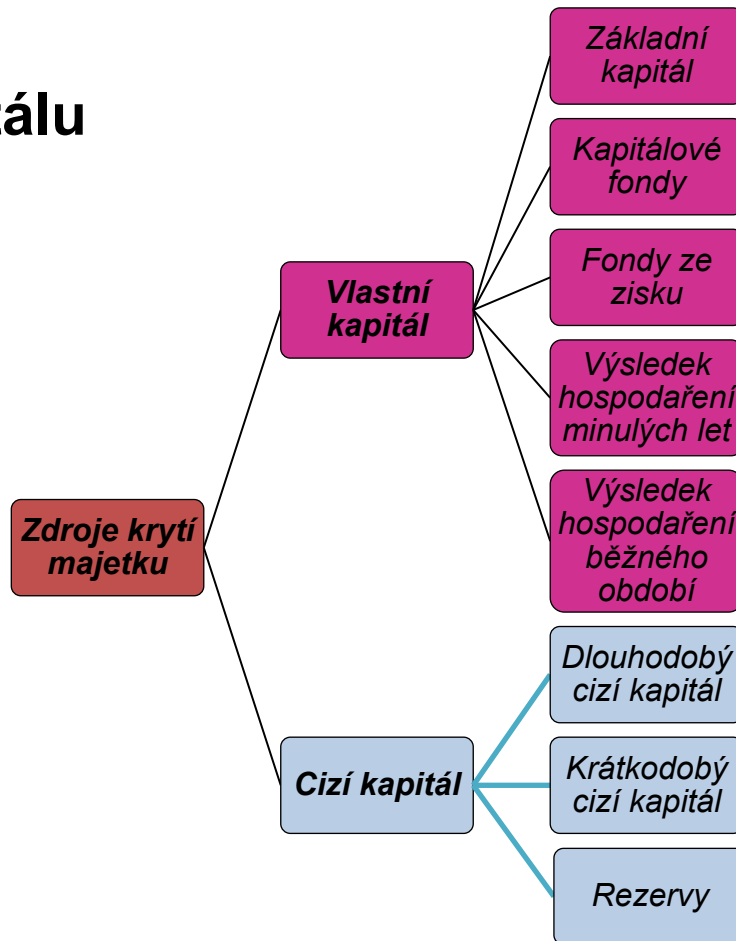 tálu
Základní
kapitál
Kapitálové
fondy
Fondy ze
zisku
Vlastní
kapitál
Výsledek
hospodaření
minulých let
Výsledek
hospodaření
běžného
období
Zdroje krytí
majetku
Dlouhodobý
cizí kapitál
Cizí kapitál
Krátkodobý
cizí kapitál
Rezervy